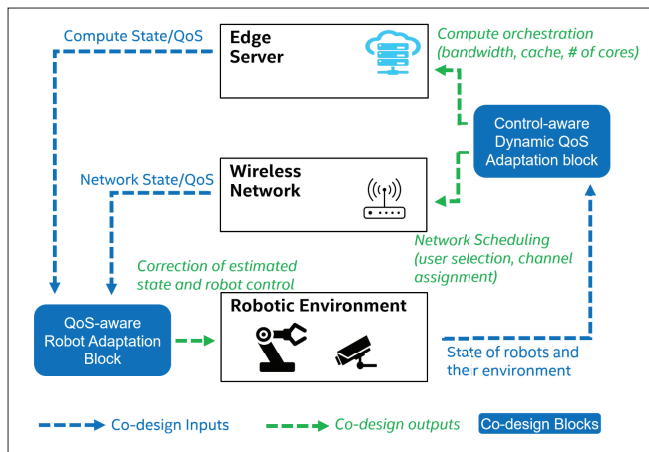 Compute State/QoS
Edge
Server
Compute orchestration
(bandwidth, cache, # of cores)
Control-aware
Dynamic QoS
Adaptation block
Wireless
Network
Network State/QoS
Network Scheduling
(user selection, channel
assignment)
Correction of estimated
state and robot control
Robotic Environment
QoS-aware
Robot Adaptation
Block
State of robots and
their environment
Co-design Inputs
Co-design outputs
Co-design Blocks